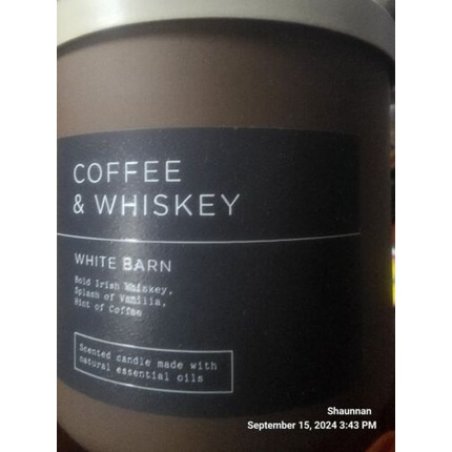 COFFEE
& WHISKEY
WHITE BARN
Bold Irish Whiskey,
Splash of Vanilla,
Hint of Coffee
Scented candle made with
natural essential oils
Shaunnan
September 15, 2024 3:43 PM